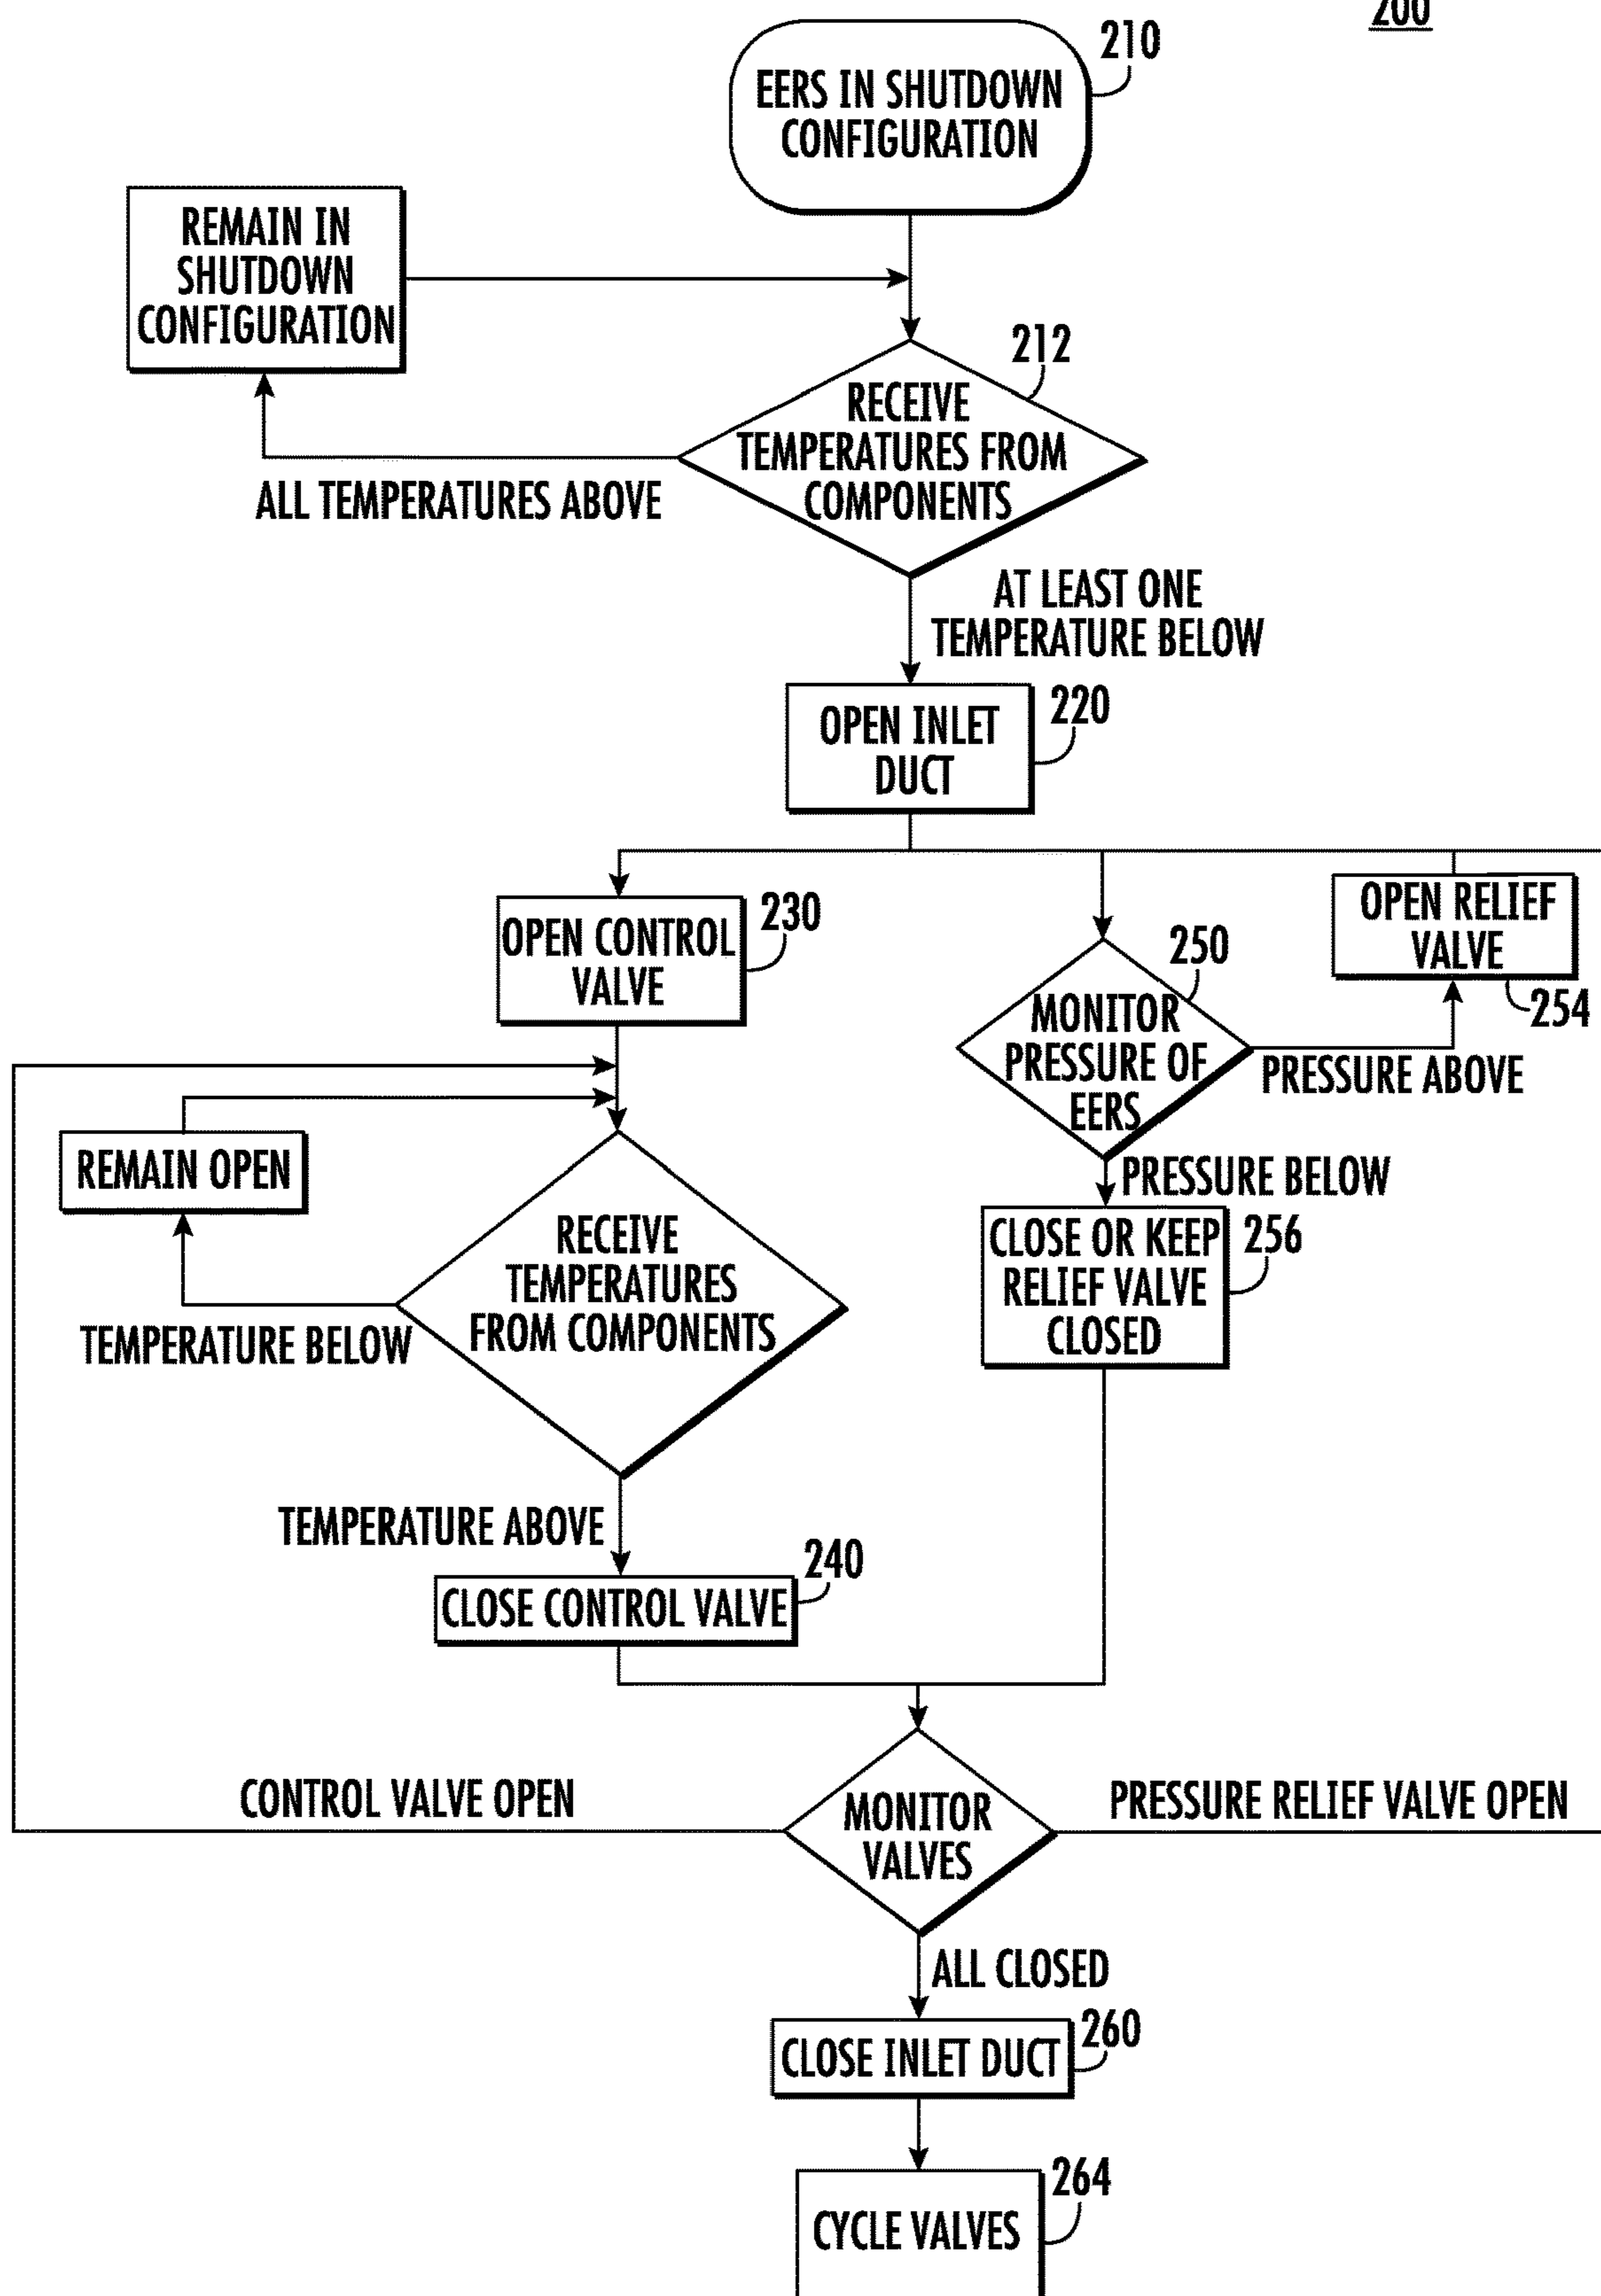 200
210
EERS IN SHUTDOWN
CONFIGURATION
REMAIN IN
SHUTDOWN
CONFIGURATION
212
RECEIVE
TEMPERATURES FROM
COMPONENTS
ALL TEMPERATURES ABOVE
AT LEAST ONE
TEMPERATURE BELOW
220
OPEN INLET
DUCT
230
OPEN CONTROL
VALVE
250
MONITOR
PRESSURE OF
EERS
OPEN RELIEF
VALVE
254
PRESSURE ABOVE
PRESSURE BELOW
REMAIN OPEN
RECEIVE
TEMPERATURES
FROM COMPONENTS
TEMPERATURE BELOW
CLOSE OR KEEP
RELIEF VALVE
CLOSED
256
TEMPERATURE ABOVE
240
CLOSE CONTROL VALVE
CONTROL VALVE OPEN
MONITOR
VALVES
PRESSURE RELIEF VALVE OPEN
ALL CLOSED
260
CLOSE INLET DUCT
264
CYCLE VALVES